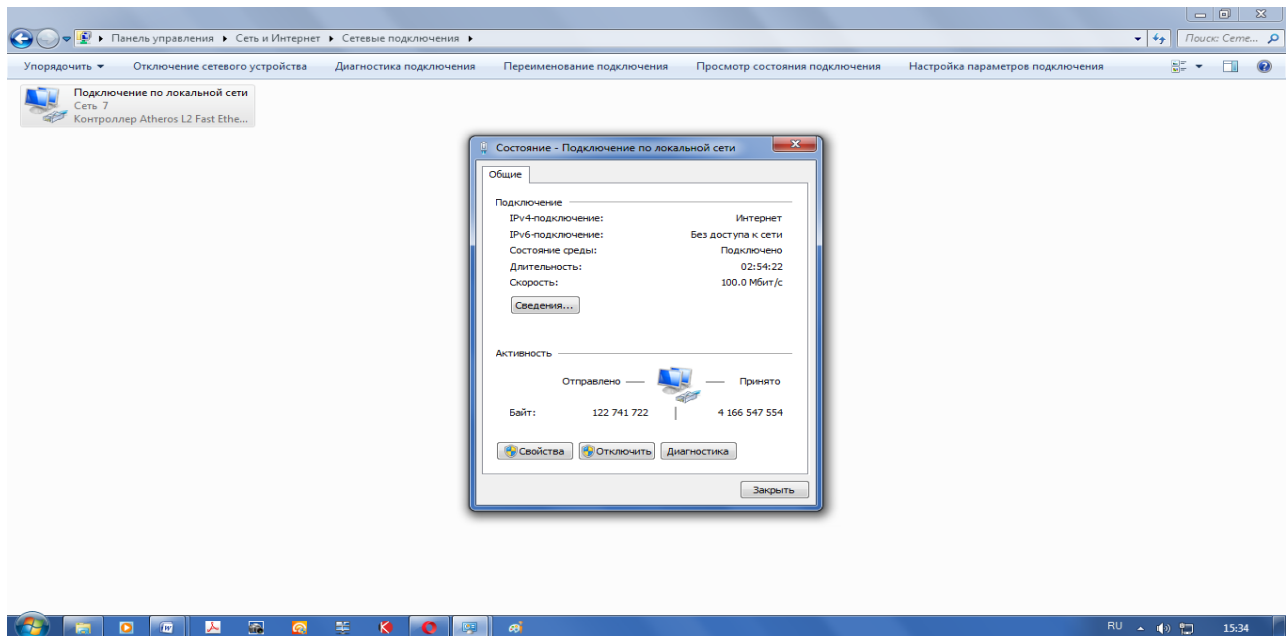 Панель управления ▸ Сеть и Интернет ▸ Сетевые подключения ▸
Поиск: Сете...
Упорядочить Отключение сетевого устройства Диагностика подключения Переименование подключения Просмотр состояния подключения Настройка параметров подключения
Подключение по локальной сети
Сеть 7
Контроллер Atheros L2 Fast Ethe...
Состояние - Подключение по локальной сети
Общие
Подключение
IPv4-подключение: Интернет
IPv6-подключение: Без доступа к сети
Состояние среды: Подключено
Длительность: 02:54:22
Скорость: 100.0 Мбит/с
Сведения...
Активность
Отправлено Принято
Байт: 122 741 722 4 166 547 554
Свойства Отключить Диагностика
Закрыть
RU 15:34